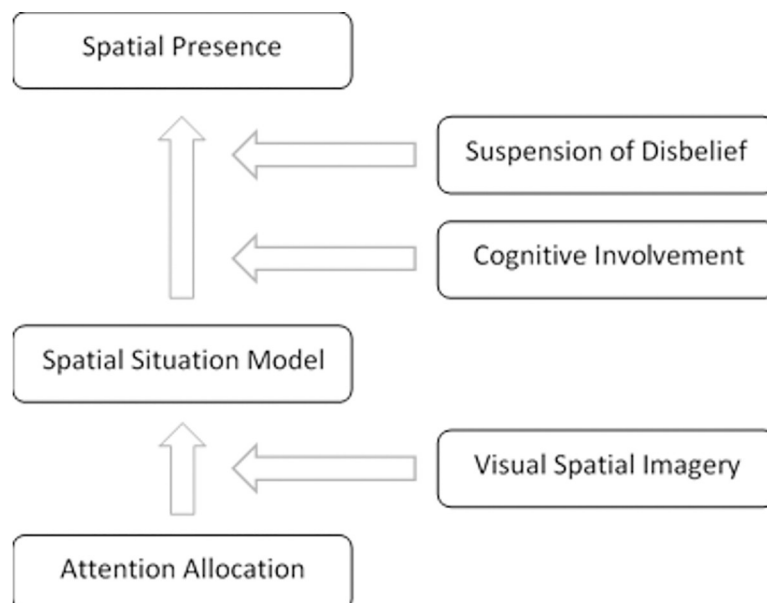 Spatial Presence
Suspension of Disbelief
Cognitive Involvement
Spatial Situation Model
Visual Spatial Imagery
Attention Allocation